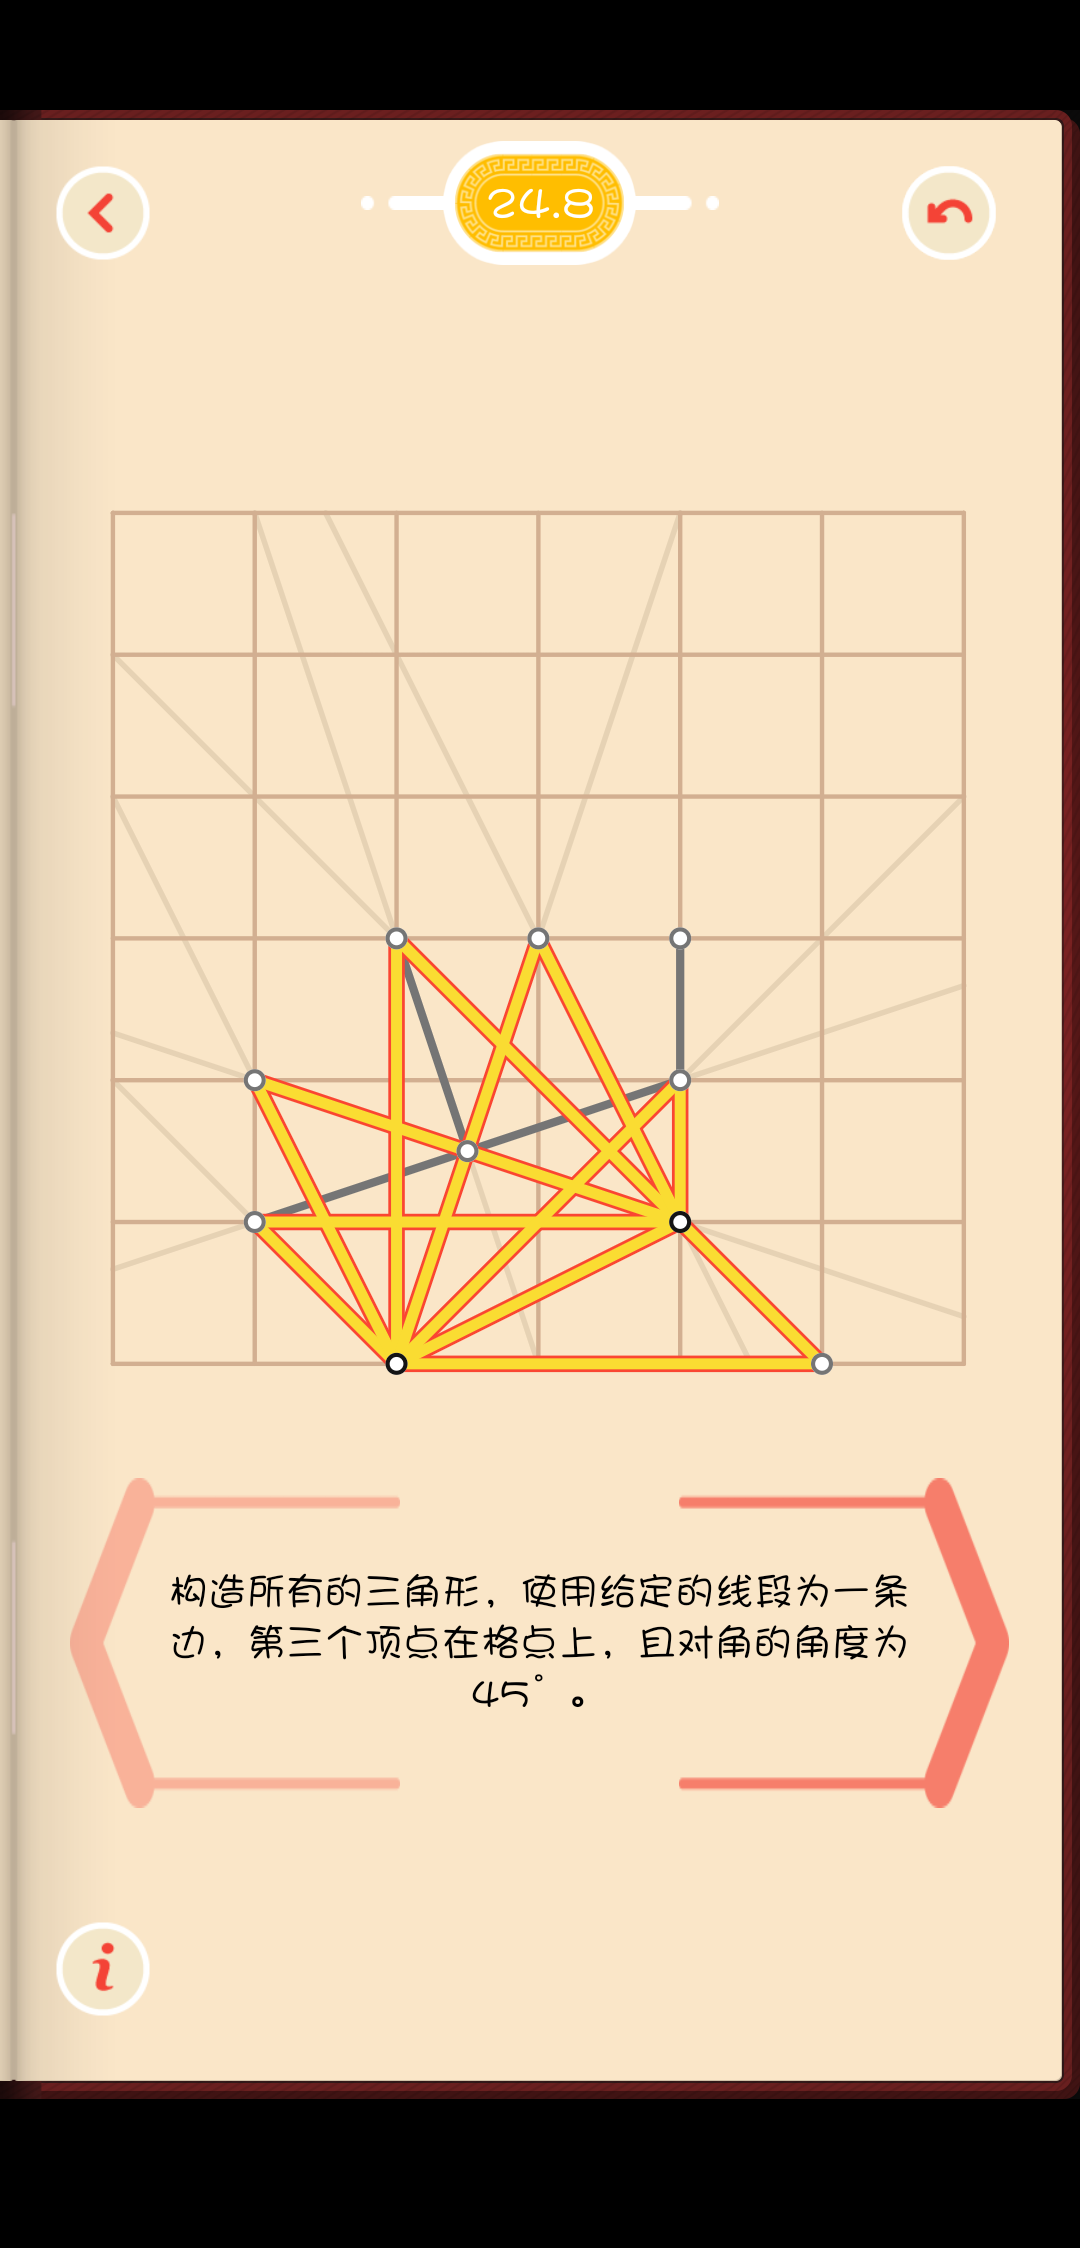 24.8
构造所有的三角形，使用给定的线段为一条
边，第三个顶点在格点上，且对角的角度为
45°。
i